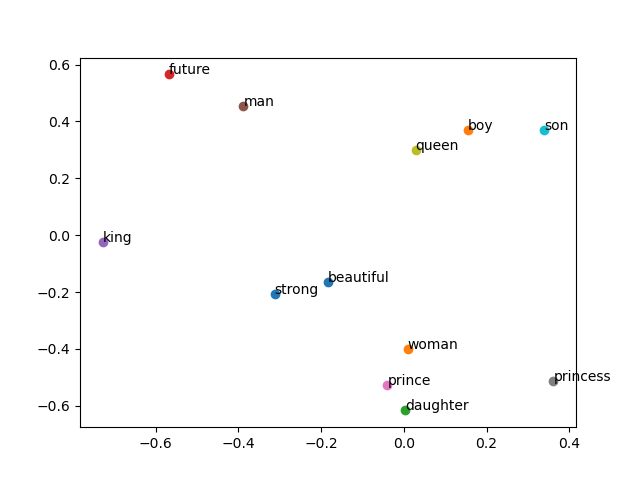 0.6
future
man
0.4
boy
son
queen
0.2
0.0
king
beautiful
−0.2
strong
−0.4
woman
prince
princess
−0.6
daughter
−0.6 −0.4 −0.2 0.0 0.2 0.4